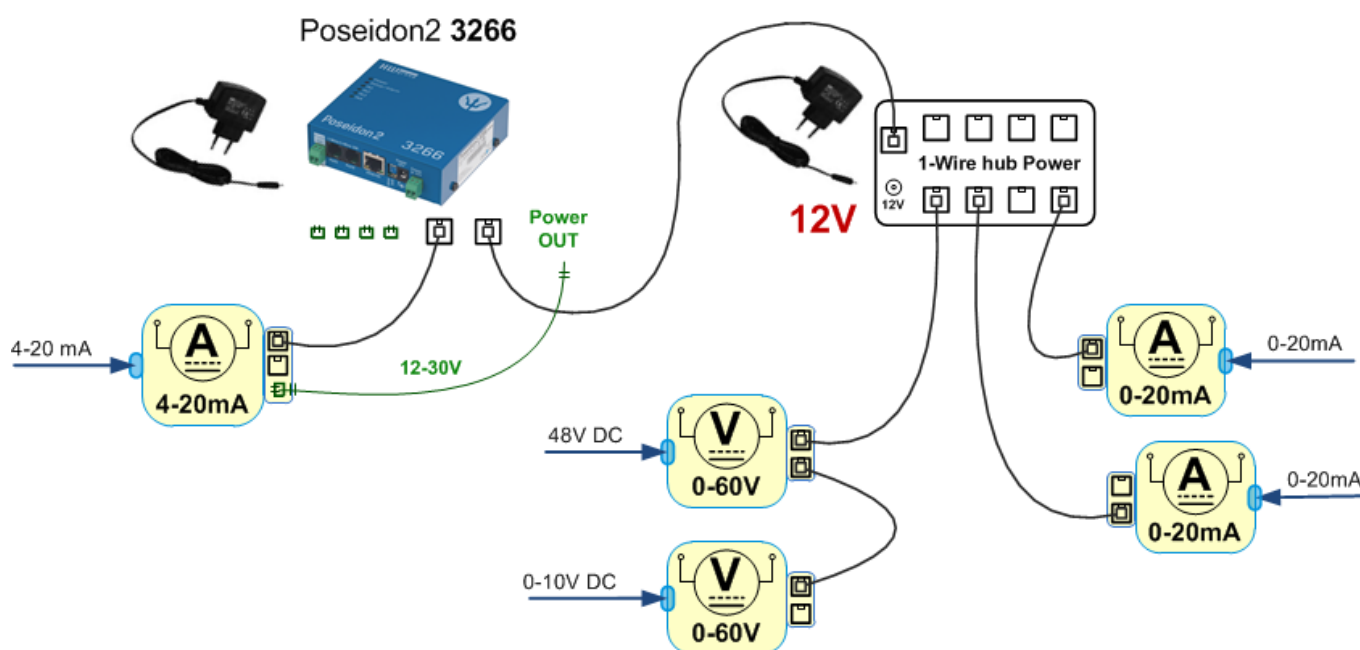 Poseidon2 3266
Poseidon2
3266
1-Wire hub Power
12V
12V
Power
OUT
12-30V
4-20 mA
A
4-20mA
48V DC
V
0-60V
0-10V DC
V
0-60V
A
0-20mA
0-20mA
A
0-20mA
0-20mA